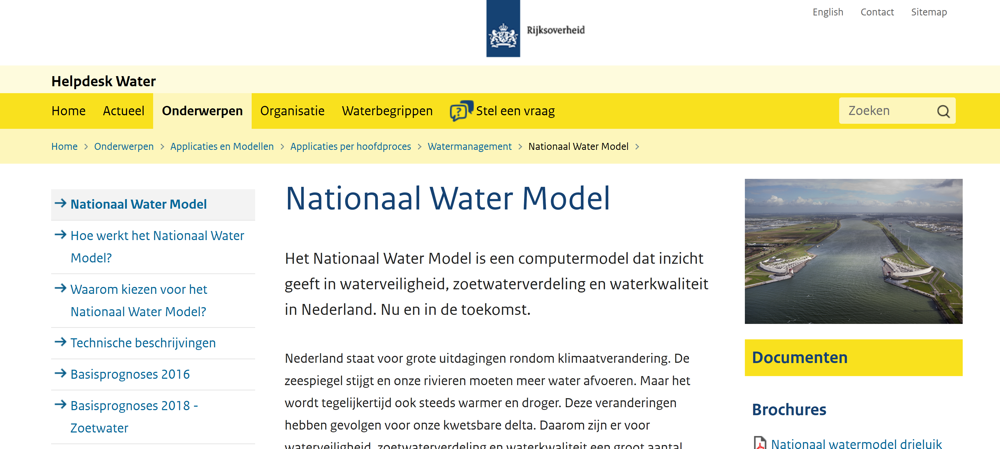 English Contact Sitemap
Rijksoverheid
Helpdesk Water
Home Actueel Onderwerpen Organisatie Waterbegrippen Stel een vraag Zoeken
Home > Onderwerpen > Applicaties en Modellen > Applicaties per hoofdproces > Watermanagement > Nationaal Water Model >
Nationaal Water Model
Hoe werkt het Nationaal Water
Model?
Waarom kiezen voor het
Nationaal Water Model?
Technische beschrijvingen
Basisprognoses 2016
Basisprognoses 2018 -
Zoetwater
Nationaal Water Model
Het Nationaal Water Model is een computermodel dat inzicht
geeft in waterveiligheid, zoetwaterverdeling en waterkwaliteit
in Nederland. Nu en in de toekomst.
Nederland staat voor grote uitdagingen rondom klimaatverandering. De
zeespiegel stijgt en onze rivieren moeten meer water afvoeren. Maar het
wordt tegelijkertijd ook steeds warmer en droger. Deze veranderingen
hebben gevolgen voor onze kwetsbare delta. Daarom zijn er voor
waterveiligheid, zoetwaterverdeling en waterkwaliteit een groot aantal
Documenten
Brochures
Nationaal watermodel drieluik